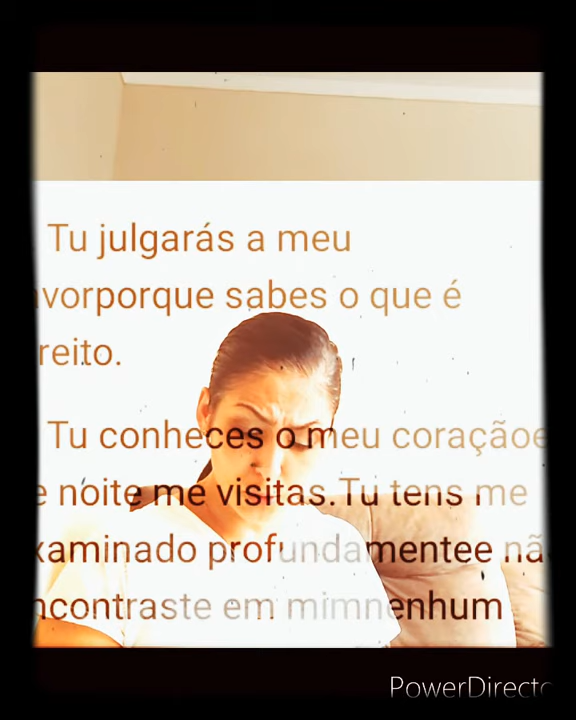 Tu julgarás a meu
avorporque sabes o que é
reito.
Tu conheces o meu coraçãoe
e noite me visitas.Tu tens me
xaminado profundamentee nã
ncontraste em mimnenhum
PowerDirecto